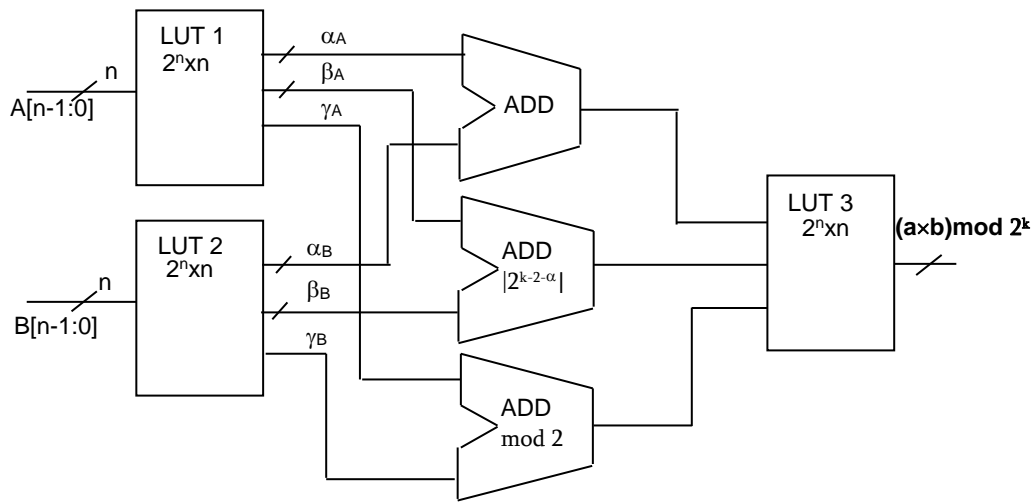 LUT 1
2ⁿxn
n
A[n-1:0]
αA
βA
γA
ADD
LUT 2
2ⁿxn
n
B[n-1:0]
αB
βB
γB
ADD
|2ᵏ⁻²⁻ᵅ|
ADD
mod 2
LUT 3
2ⁿxn
(a×b)mod 2ᵏ